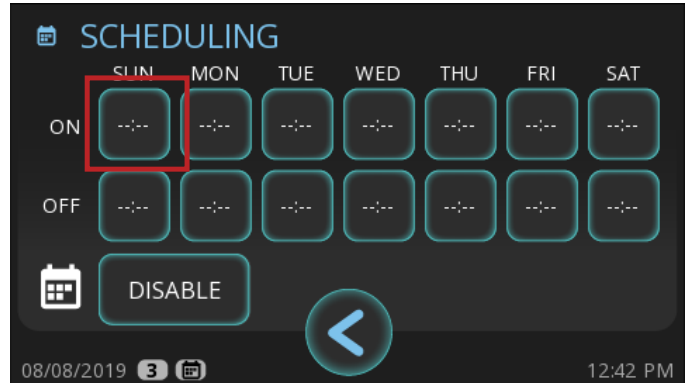 SCHEDULING
SUN MON TUE WED THU FRI SAT
ON --:-- --:-- --:-- --:-- --:-- --:-- --:--
OFF --:-- --:-- --:-- --:-- --:-- --:-- --:--
DISABLE
08/08/2019 3 12:42 PM